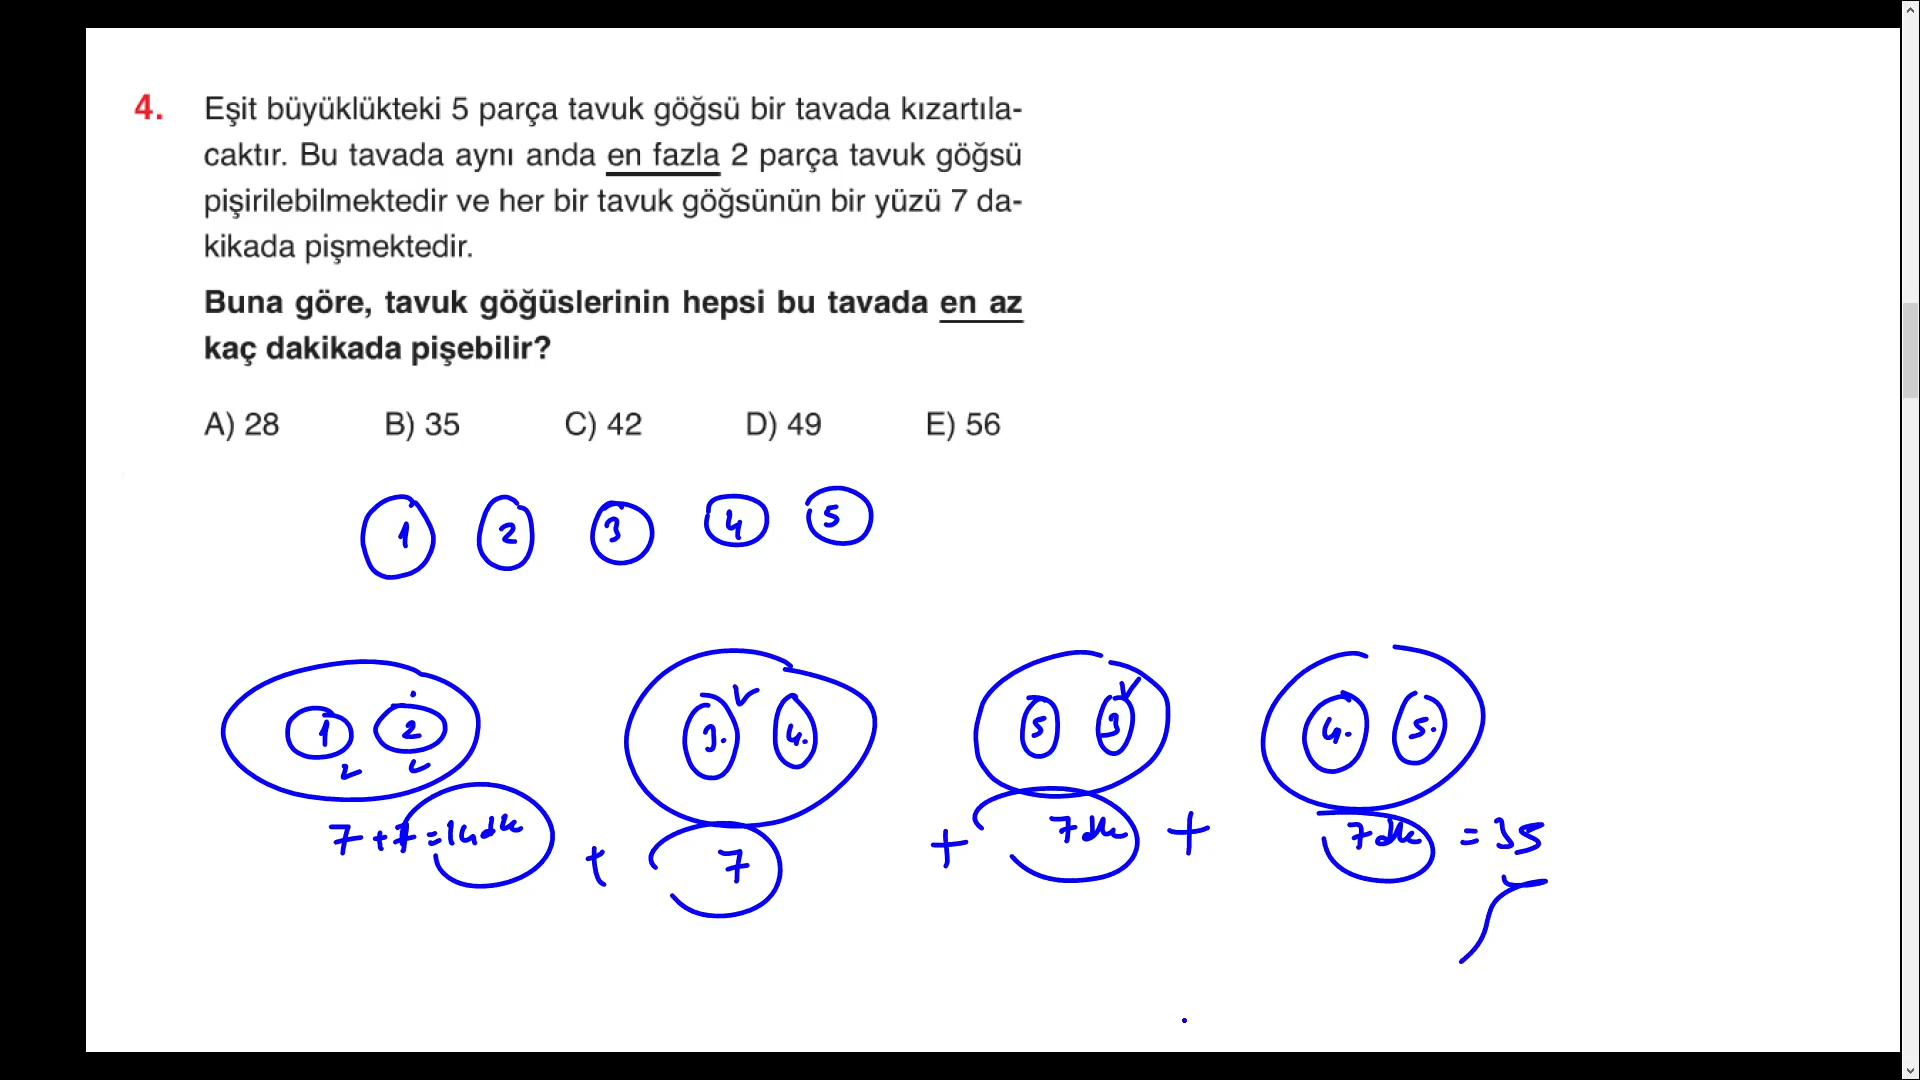 4. Eşit büyüklükteki 5 parça tavuk göğsü bir tavada kızartıla-
caktır. Bu tavada aynı anda en fazla 2 parça tavuk göğsü
pişirilebilmektedir ve her bir tavuk göğsünün bir yüzü 7 da-
kikada pişmektedir.
Buna göre, tavuk göğüslerinin hepsi bu tavada en az
kaç dakikada pişebilir?
A) 28 B) 35 C) 42 D) 49 E) 56
1 2 3 4 5
1 2 3. 4. 5 3 4. 5.
7+7=14dk + 7 + 7dk + 7dk = 35